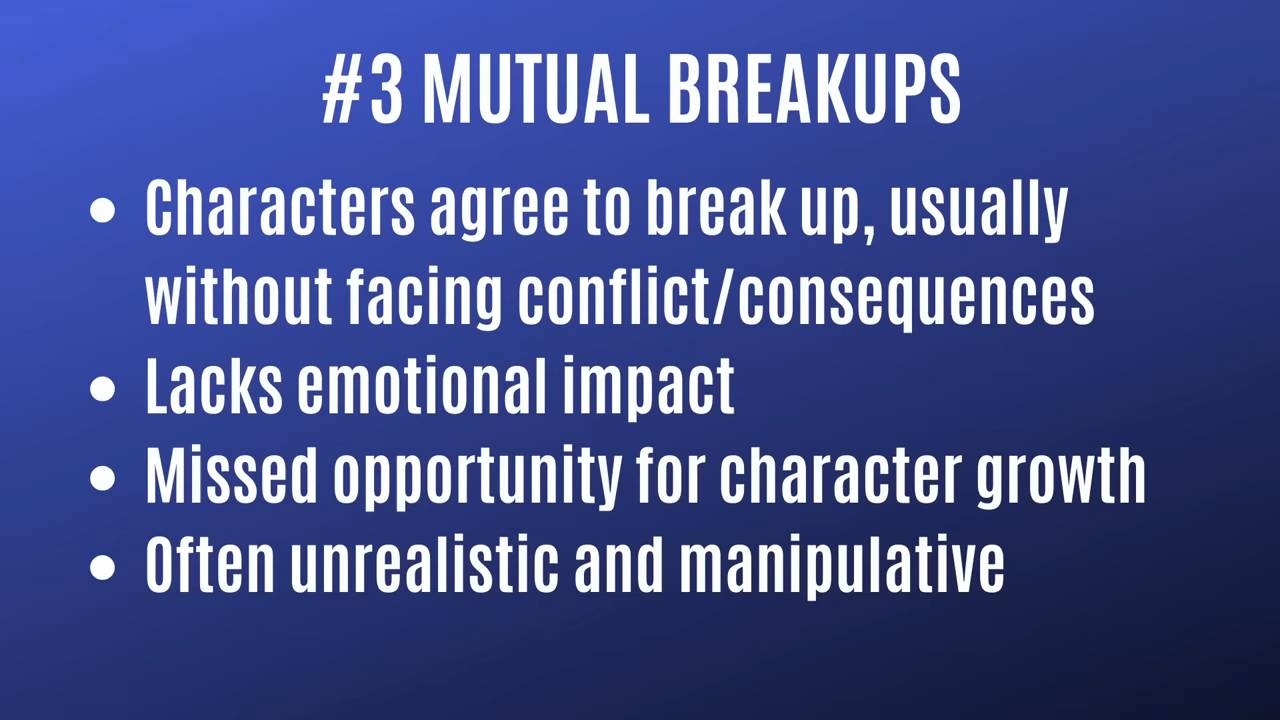 #3 MUTUAL BREAKUPS
• Characters agree to break up, usually
without facing conflict/consequences
• Lacks emotional impact
• Missed opportunity for character growth
• Often unrealistic and manipulative